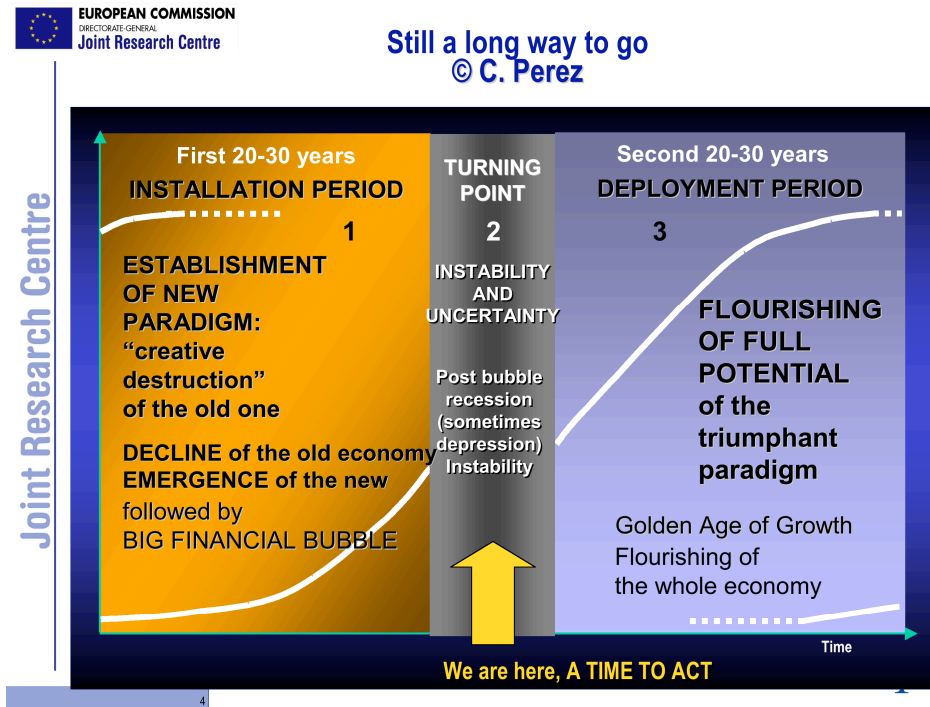 EUROPEAN COMMISSION
DIRECTORATE-GENERAL
Joint Research Centre
Still a long way to go
© C. Perez
Joint Research Centre
First 20-30 years
INSTALLATION PERIOD
1
ESTABLISHMENT
OF NEW
PARADIGM:
“creative
destruction”
of the old one
DECLINE of the old economy
EMERGENCE of the new
followed by
BIG FINANCIAL BUBBLE
TURNING
POINT
2
INSTABILITY
AND
UNCERTAINTY
Post bubble
recession
(sometimes
depression)
Instability
Second 20-30 years
DEPLOYMENT PERIOD
3
FLOURISHING
OF FULL
POTENTIAL
of the
triumphant
paradigm
Golden Age of Growth
Flourishing of
the whole economy
Time
We are here, A TIME TO ACT
4